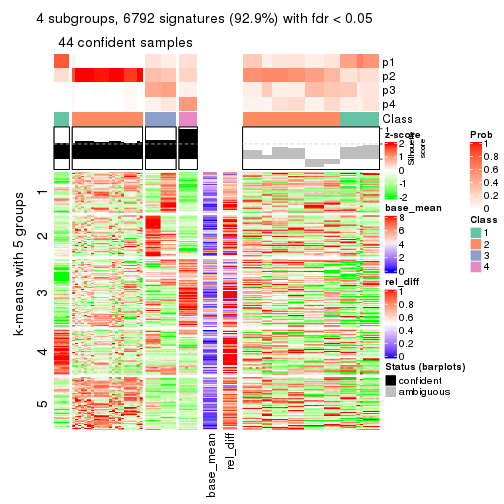 4 subgroups, 6792 signatures (92.9%) with fdr < 0.05
44 confident samples
p1
p2
p3
p4
Class
1
Silhouette
score
k-means with 5 groups
1
2
3
4
5
base_mean
rel_diff
z-score
2
1
0
-1
-2
base_mean
8
6
4
2
0
rel_diff
1
0.8
0.6
0.4
0.2
0
Status (barplots)
confident
ambiguous
Prob
1
0.8
0.6
0.4
0.2
0
Class
1
2
3
4